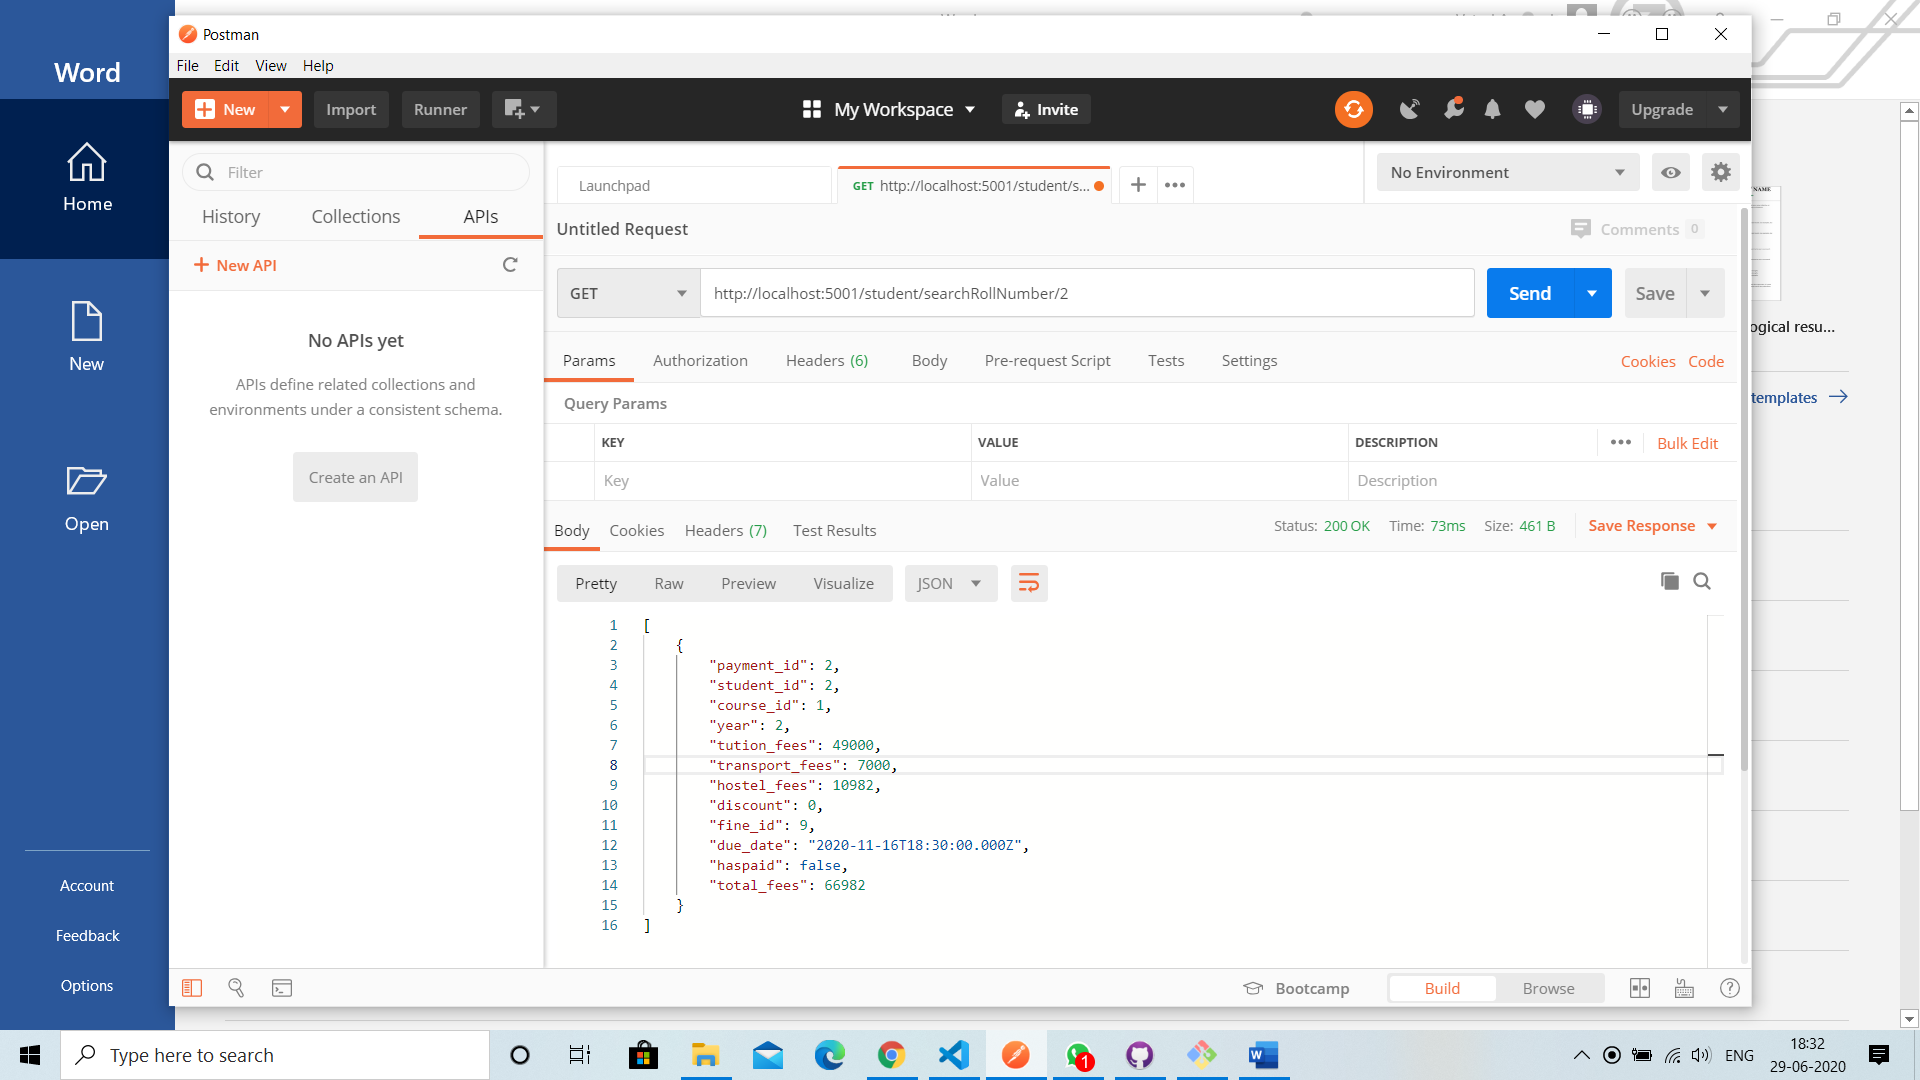 Word
Home
New
Open
Account
Feedback
Options
Postman
File Edit View Help
New Import Runner My Workspace Invite Upgrade
Filter
History Collections APIs
New API
No APIs yet
APIs define related collections and
environments under a consistent schema.
Create an API
Launchpad GET http://localhost:5001/student/s... No Environment
Untitled Request Comments 0
GET http://localhost:5001/student/searchRollNumber/2 Send Save
Params Authorization Headers (6) Body Pre-request Script Tests Settings Cookies Code
Query Params
KEY VALUE DESCRIPTION Bulk Edit
Key Value Description
Body Cookies Headers (7) Test Results Status: 200 OK Time: 73ms Size: 461 B Save Response
Pretty Raw Preview Visualize JSON
1 [
2 {
3 "payment_id": 2,
4 "student_id": 2,
5 "course_id": 1,
6 "year": 2,
7 "tution_fees": 49000,
8 "transport_fees": 7000,
9 "hostel_fees": 10982,
10 "discount": 0,
11 "fine_id": 9,
12 "due_date": "2020-11-16T18:30:00.000Z",
13 "haspaid": false,
14 "total_fees": 66982
15 }
16 ]
Bootcamp Build Browse
NAME
ogical resu...
templates
Type here to search
1
W
ENG
18:32
29-06-2020